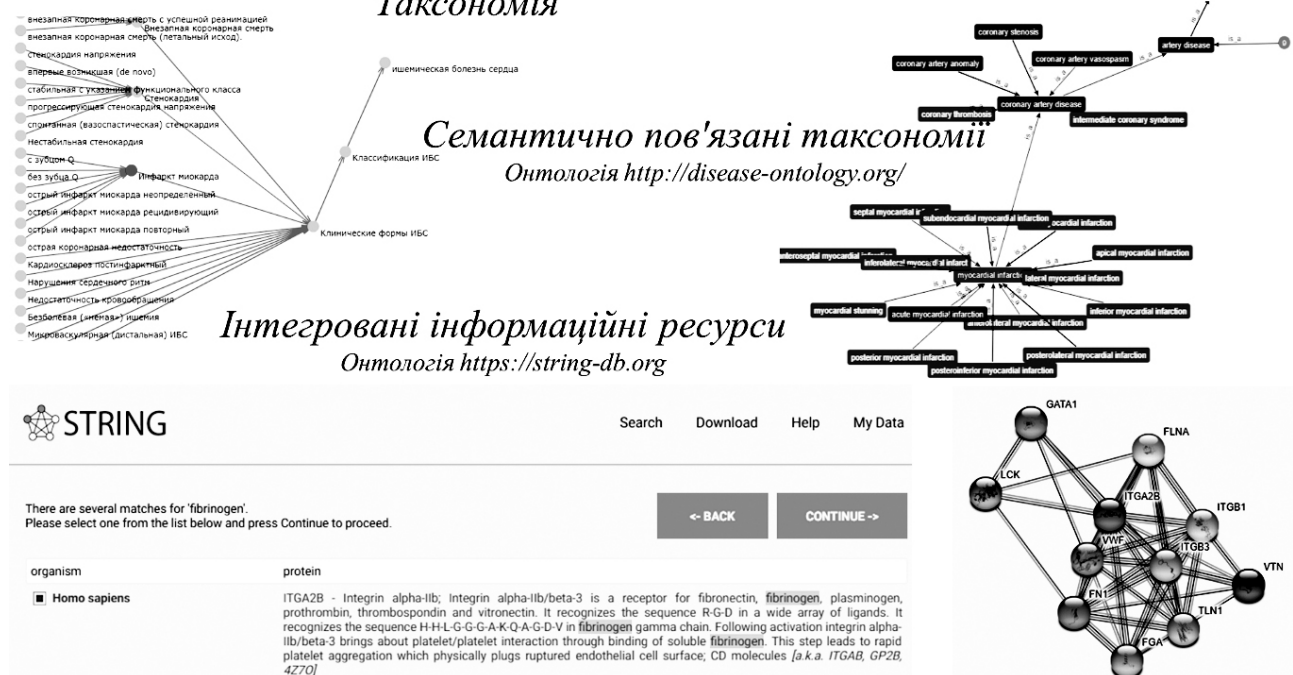 Таксономія
внезапная коронарная смерть с успешной реанимацией
Внезапная коронарная смерть
внезапная коронарная смерть (летальный исход).
стенокардия напряжения
впервые возникшая (de novo)
стабильная с указанием функционального класса
Стенокардия
прогрессирующая стенокардия напряжения
спонтанная (вазоспастическая) стенокардия
Нестабильная стенокардия
с зубцом Q
без зубца Q
Инфаркт миокарда
острый инфаркт миокарда неопределенный
острый инфаркт миокарда рецидивирующий
острый инфаркт миокарда повторный
острая коронарная недостаточность
Кардиосклероз постинфарктный
Нарушения сердечного ритма
Недостаточность кровообращения
Безболевая («немая») ишемия
Микроваскулярная (дистальная) ИБС
ишемическая болезнь сердца
Классификация ИБС
Клинические формы ИБС
Семантично пов'язані таксономії
Онтологія http://disease-ontology.org/
coronary stenosis
artery disease
coronary artery anomaly
coronary artery vasospasm
coronary artery disease
coronary thrombosis
intermediate coronary syndrome
is_a
septal myocardial
subendocardial myocardial infarction
cardial infarction
anteroseptal myocardial
inferolateral myocardial infarct
apical myocardial infarction
myocardial infarction
lateral myocardial infarction
myocardial stunning
acute myocardial infarction
inferior myocardial infarction
anterolateral myocardial infarction
posterior myocardial infarction
posterolateral myocardial infarction
posteroinferior myocardial infarction
Інтегровані інформаційні ресурси
Онтологія https://string-db.org
STRING
Search Download Help My Data
There are several matches for 'fibrinogen'.
Please select one from the list below and press Continue to proceed.
<- BACK
CONTINUE ->
organism protein
Homo sapiens
ITGA2B - Integrin alpha-IIb; Integrin alpha-IIb/beta-3 is a receptor for fibronectin, fibrinogen, plasminogen,
prothrombin, thrombospondin and vitronectin. It recognizes the sequence R-G-D in a wide array of ligands. It
recognizes the sequence H-H-L-G-G-G-A-K-Q-A-G-D-V in fibrinogen gamma chain. Following activation integrin alpha-
IIb/beta-3 brings about platelet/platelet interaction through binding of soluble fibrinogen. This step leads to rapid
platelet aggregation which physically plugs ruptured endothelial cell surface; CD molecules [a.k.a. ITGAB, GP2B,
4Z7O]
GATA1
FLNA
LCK
ITGA2B
ITGB1
VWF
ITGB3
VTN
FN1
TLN1
FGA